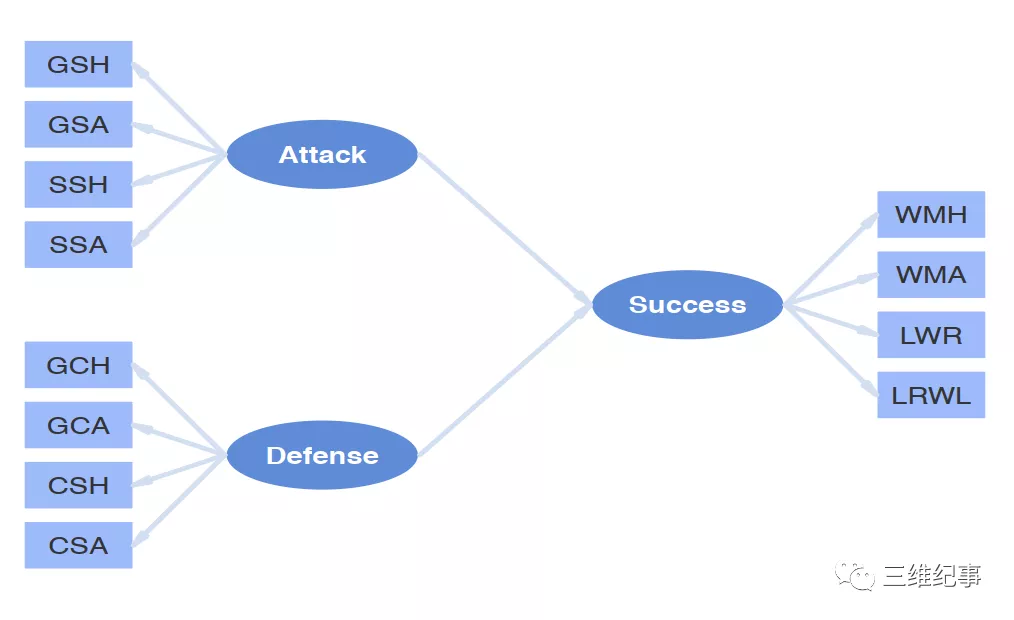 GSH
GSA
SSH
SSA
Attack
GCH
GCA
CSH
CSA
Defense
Success
WMH
WMA
LWR
LRWL
三维纪事